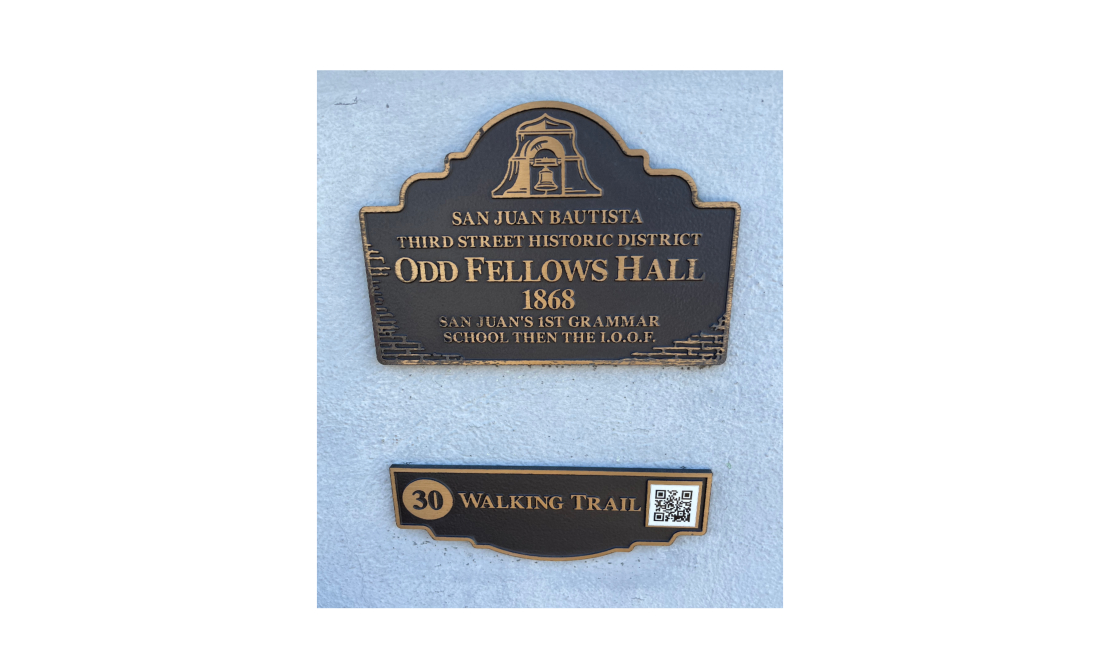 SAN JUAN BAUTISTA
THIRD STREET HISTORIC DISTRICT
ODD FELLOWS HALL
1868
SAN JUAN'S 1ST GRAMMAR
SCHOOL THEN THE I.O.O.F.
30 WALKING TRAIL